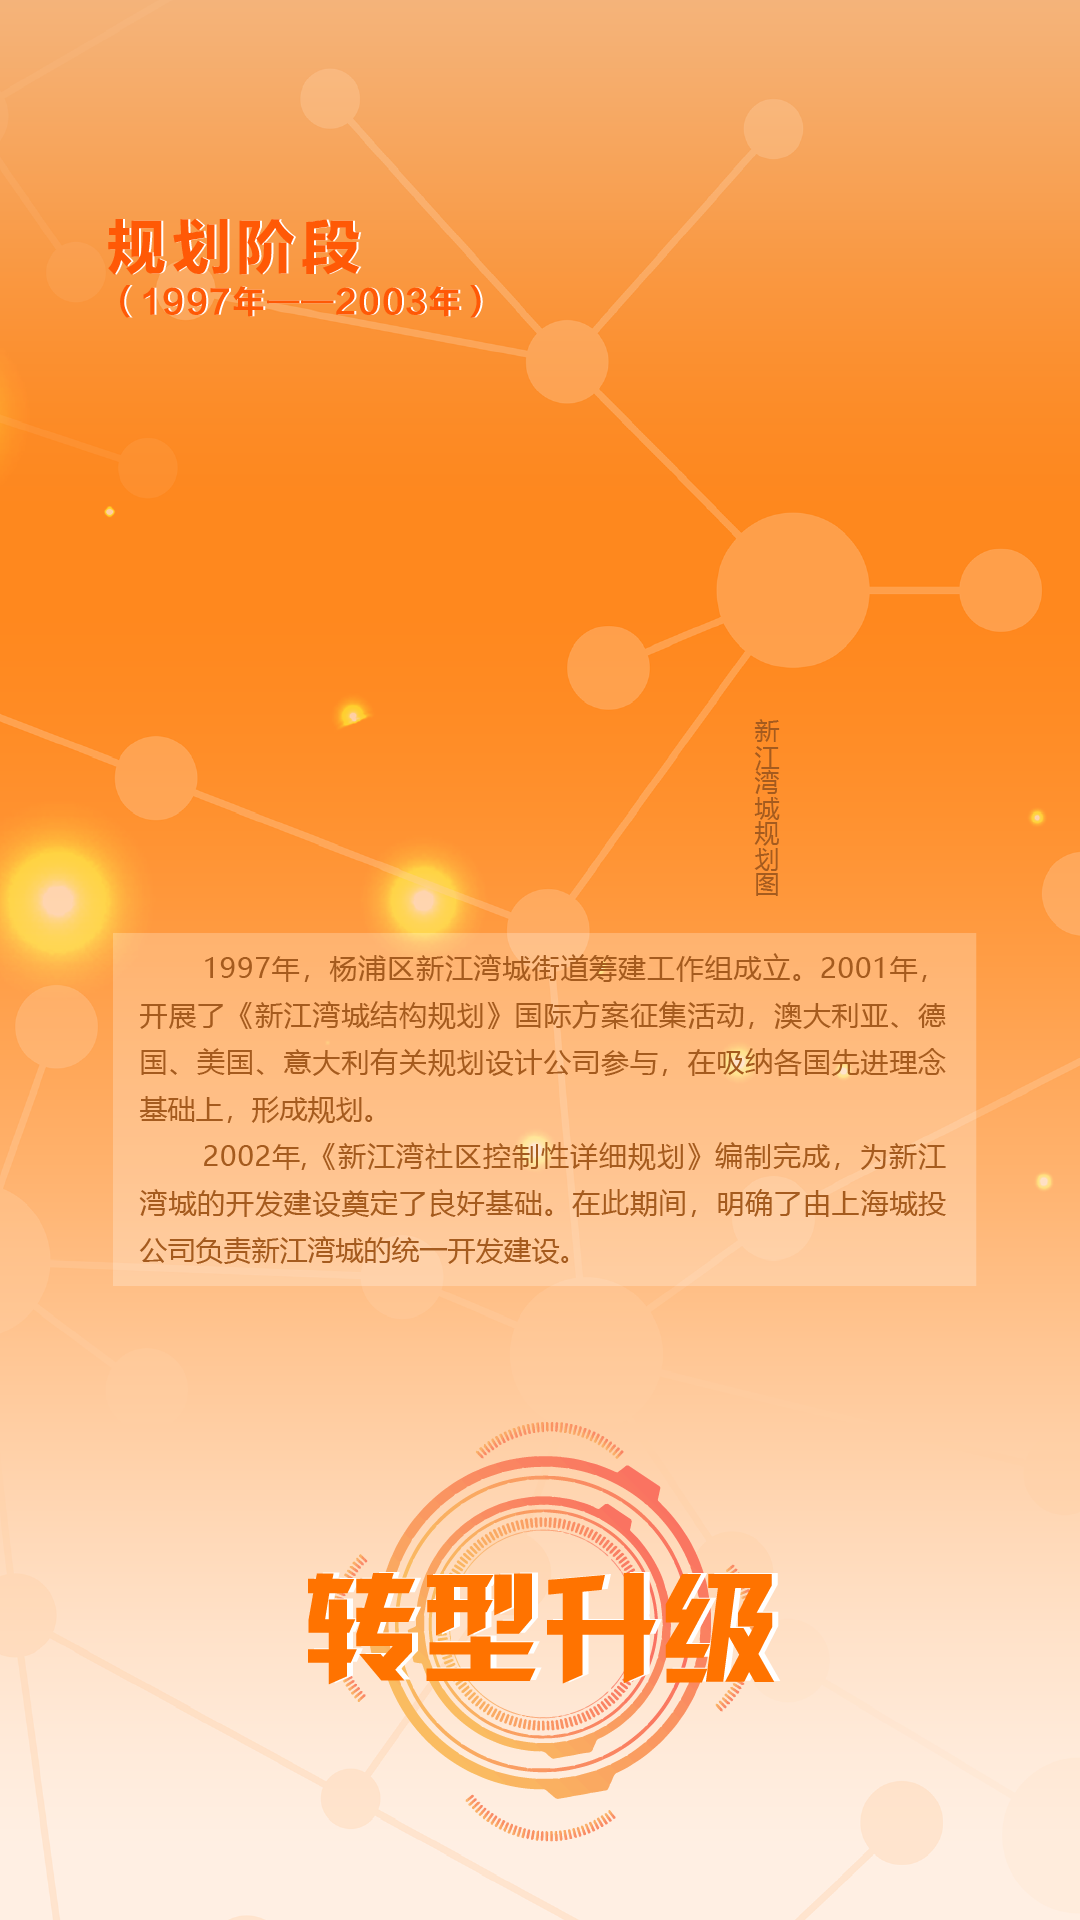 规划阶段
（1997年——2003年）
新江湾城规划图
1997年，杨浦区新江湾城街道筹建工作组成立。2001年，
开展了《新江湾城结构规划》国际方案征集活动，澳大利亚、德
国、美国、意大利有关规划设计公司参与，在吸纳各国先进理念
基础上，形成规划。
2002年,《新江湾社区控制性详细规划》编制完成，为新江
湾城的开发建设奠定了良好基础。在此期间，明确了由上海城投
公司负责新江湾城的统一开发建设。
转型升级